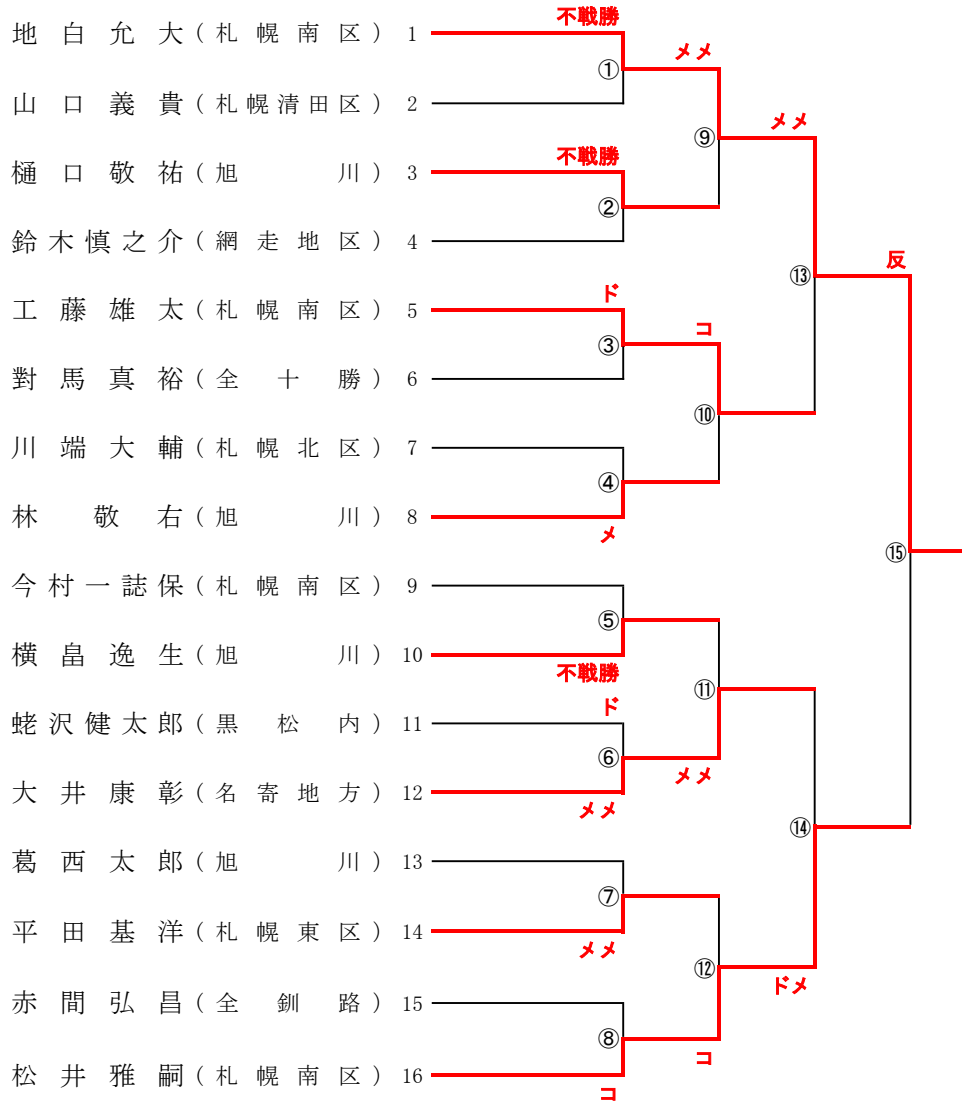 不戦勝
地白允大(札幌南区) 1
メメ
①
山口義貴(札幌清田区) 2
メメ
⑨
不戦勝
樋口敬祐(旭川) 3
②
鈴木慎之介(網走地区) 4
反
⑬
ド
工藤雄太(札幌南区) 5
コ
③
對馬真裕(全十勝) 6
⑩
川端大輔(札幌北区) 7
④
林敬右(旭川) 8
メ
⑮
今村一誌保(札幌南区) 9
⑤
横畠逸生(旭川) 10
不戦勝
⑪
ド
蛯沢健太郎(黒松内) 11
⑥
メメ
大井康彰(名寄地方) 12
メメ
⑭
葛西太郎(旭川) 13
⑦
平田基洋(札幌東区) 14
メメ
⑫
ドメ
赤間弘昌(全釧路) 15
⑧
コ
松井雅嗣(札幌南区) 16
コ